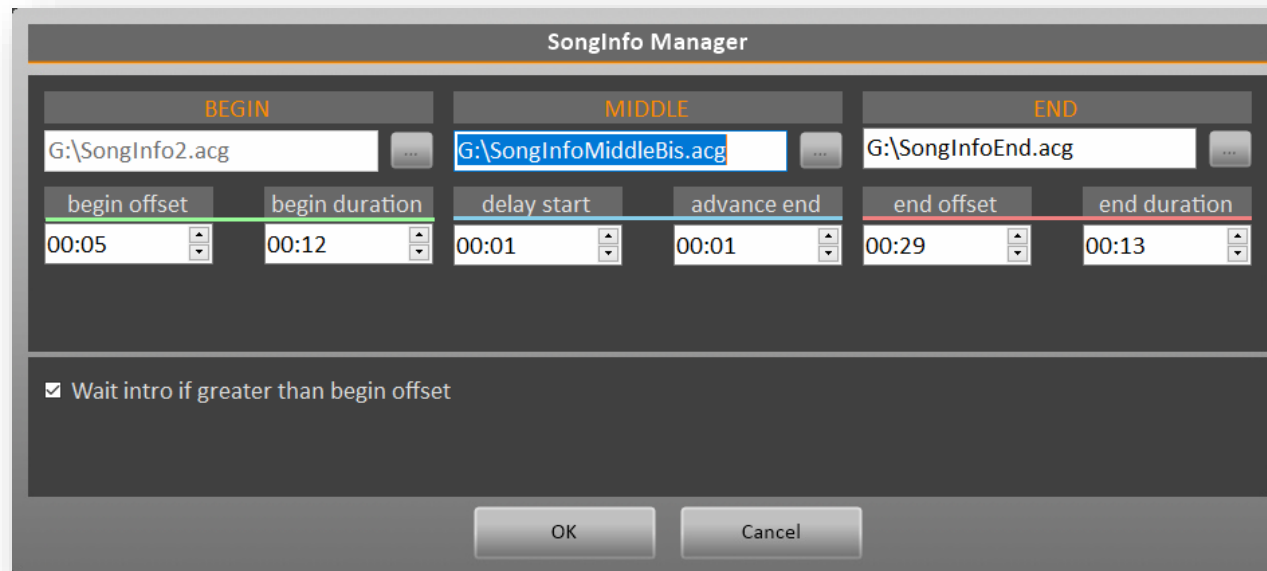 SongInfo Manager
BEGIN MIDDLE END
G:\SongInfo2.acg ... G:\SongInfoMiddleBis.acg ... G:\SongInfoEnd.acg ...
begin offset begin duration delay start advance end end offset end duration
00:05 00:12 00:01 00:01 00:29 00:13
Wait intro if greater than begin offset
OK Cancel